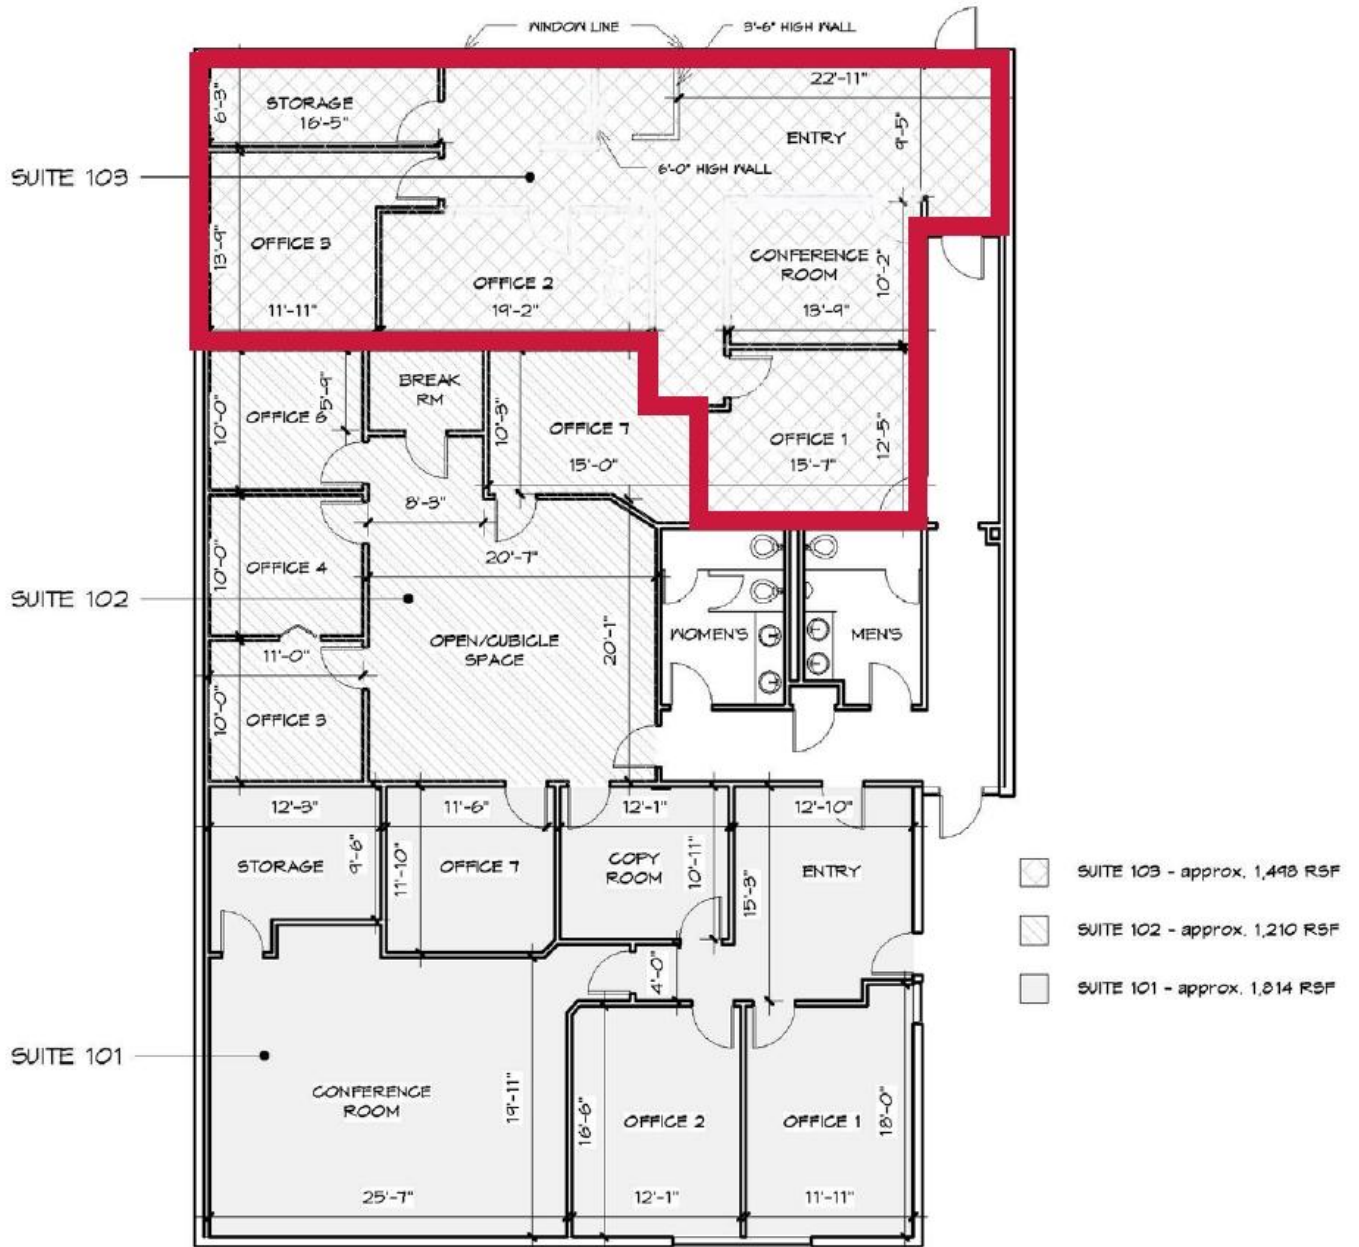 WINDOW LINE
3'-6" HIGH WALL
22'-11"
6'-3"
STORAGE
16'-5"
ENTRY
9'-5"
6'-0" HIGH WALL
SUITE 103
13'-9"
OFFICE 3
11'-11"
OFFICE 2
19'-2"
CONFERENCE
ROOM
10'-2"
13'-9"
10'-0"
OFFICE 6
5'-9"
BREAK
RM
10'-3"
OFFICE 7
15'-0"
OFFICE 1
15'-7"
12'-5"
8'-3"
20'-7"
10'-0"
OFFICE 4
SUITE 102
OPEN/CUBICLE
SPACE
20'-1"
WOMEN'S
MEN'S
11'-0"
10'-0"
OFFICE 3
12'-3"
11'-6"
12'-1"
12'-10"
STORAGE
9'-6"
11'-10"
OFFICE 7
COPY
ROOM
10'-11"
15'-3"
ENTRY
SUITE 103 - approx. 1,498 RSF
SUITE 102 - approx. 1,210 RSF
SUITE 101 - approx. 1,814 RSF
4'-0"
SUITE 101
CONFERENCE
ROOM
19'-11"
16'-6"
OFFICE 2
OFFICE 1
18'-0"
25'-7"
12'-1"
11'-11"